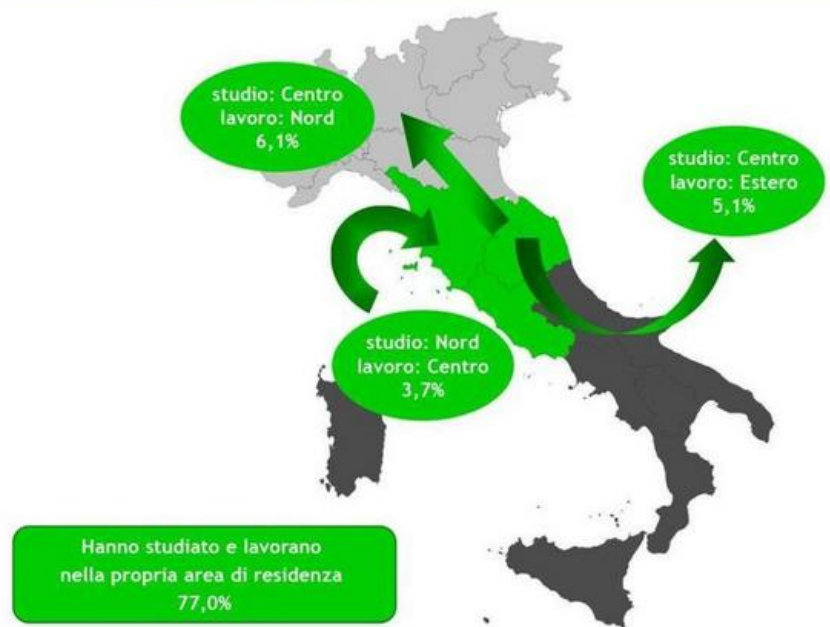 studio: Centro
lavoro: Nord
6,1%
studio: Centro
lavoro: Estero
5,1%
studio: Nord
lavoro: Centro
3,7%
Hanno studiato e lavorano
nella propria area di residenza
77,0%